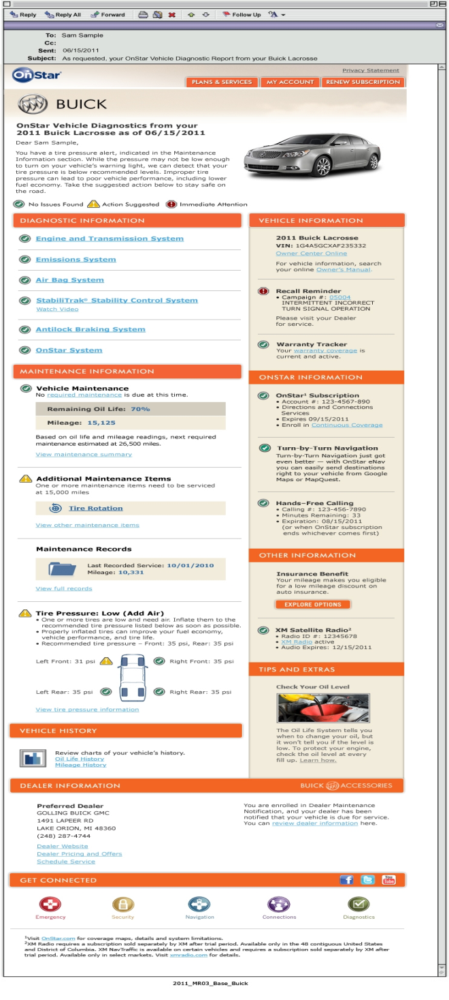 Reply
Reply All
Forward
Follow Up
To: Sam Sample
Cc:
Sent: 06/15/2011
Subject: As requested, your OnStar Vehicle Diagnostic Report from your Buick Lacrosse
OnStar
Privacy Statement
PLANS & SERVICES
MY ACCOUNT
RENEW SUBSCRIPTION
BUICK
OnStar Vehicle Diagnostics from your
2011 Buick Lacrosse as of 06/15/2011
Dear Sam Sample,
You have a tire pressure alert, indicated in the Maintenance
Information section. While the pressure may not be low enough
to turn on your vehicle's warning light, we can detect that your
tire pressure is below recommended levels. Improper tire
pressure can lead to poor vehicle performance, including lower
fuel economy. Take the suggested action below to stay safe on
the road.
No Issues Found
Action Suggested
Immediate Attention
DIAGNOSTIC INFORMATION
Engine and Transmission System
Emissions System
Air Bag System
StabiliTrak® Stability Control System
Watch Video
Antilock Braking System
OnStar System
MAINTENANCE INFORMATION
Vehicle Maintenance
No required maintenance is due at this time.
Remaining Oil Life: 70%
Mileage: 15,125
Based on oil life and mileage readings, next required
maintenance estimated at 26,500 miles.
View maintenance summary
Additional Maintenance Items
One or more maintenance items need to be serviced
at 15,000 miles
Tire Rotation
View other maintenance items
Maintenance Records
Last Recorded Service: 10/01/2010
Mileage: 10,331
View full records
Tire Pressure: Low (Add Air)
• One or more tires are low and need air. Inflate them to the
recommended tire pressure listed below as soon as possible.
• Properly inflated tires can improve your fuel economy,
vehicle performance, and tire life.
• Recommended tire pressure – Front: 35 psi, Rear: 35 psi
Left Front: 31 psi
Right Front: 35 psi
Left Rear: 35 psi
Right Rear: 35 psi
View tire pressure information
VEHICLE HISTORY
Review charts of your vehicle's history.
Oil Life History
Mileage History
VEHICLE INFORMATION
2011 Buick Lacrosse
VIN: 1G4A5GCXAF235332
Owner Center Online
For vehicle information, search
your online Owner's Manual.
Recall Reminder
• Campaign #: 05004
INTERMITTENT INCORRECT
TURN SIGNAL OPERATION
Please visit your Dealer
for service.
Warranty Tracker
Your warranty coverage is
current and active.
ONSTAR INFORMATION
OnStar¹ Subscription
• Account #: 123-4567-890
• Directions and Connections
Services
• Expires 09/15/2011
• Enroll in Continuous Coverage
Turn-by-Turn Navigation
Turn-by-Turn Navigation just got
even better — with OnStar eNav
you can easily send destinations
right to your vehicle from Google
Maps or MapQuest.
Hands–Free Calling
• Calling #: 123-456-7890
• Minutes Remaining: 33
• Expiration: 08/15/2011
(or when OnStar subscription
ends whichever comes first)
OTHER INFORMATION
Insurance Benefit
Your mileage makes you eligible
for a low mileage discount on
auto insurance.
EXPLORE OPTIONS
XM Satellite Radio²
• Radio ID #: 12345678
• XM Radio active
• Audio Expires: 12/15/2011
TIPS AND EXTRAS
Check Your Oil Level
The Oil Life System tells you
when to change your oil, but
it won't tell you if the level is
low. To protect your engine,
check the oil level at every
fill up. Learn how.
DEALER INFORMATION
BUICK ACCESSORIES
Preferred Dealer
GOLLING BUICK GMC
1491 LAPEER RD
LAKE ORION, MI 48360
(248) 287-4744
Dealer Website
Dealer Pricing and Offers
Schedule Service
You are enrolled in Dealer Maintenance
Notification, and your dealer has been
notified that your vehicle is due for service.
You can review dealer information here.
GET CONNECTED
f
t
You Tube
Emergency
Security
Navigation
Connections
Diagnostics
¹Visit OnStar.com for coverage maps, details and system limitations.
²XM Radio requires a subscription sold separately by XM after trial period. Available only in the 48 contiguous United States
and District of Columbia. XM NavTraffic is available on certain vehicles and requires a subscription sold separately by XM after
trial period. Available only in select markets. Visit xmradio.com for details.
2011_MR03_Base_Buick